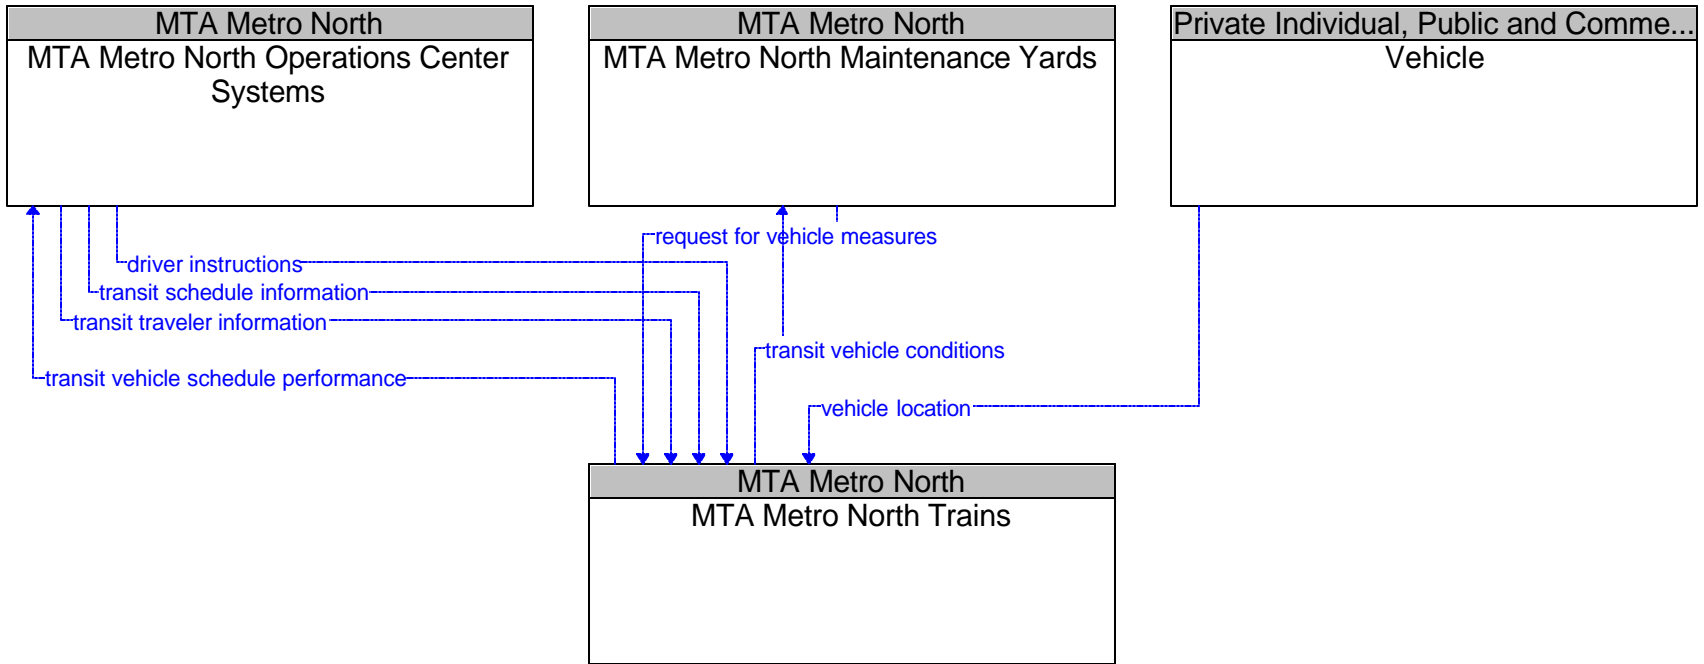 MTA Metro North
MTA Metro North Operations Center
Systems
MTA Metro North
MTA Metro North Maintenance Yards
Private Individual, Public and Comme...
Vehicle
request for vehicle measures
driver instructions
transit schedule information
transit traveler information
transit vehicle conditions
transit vehicle schedule performance
vehicle location
MTA Metro North
MTA Metro North Trains